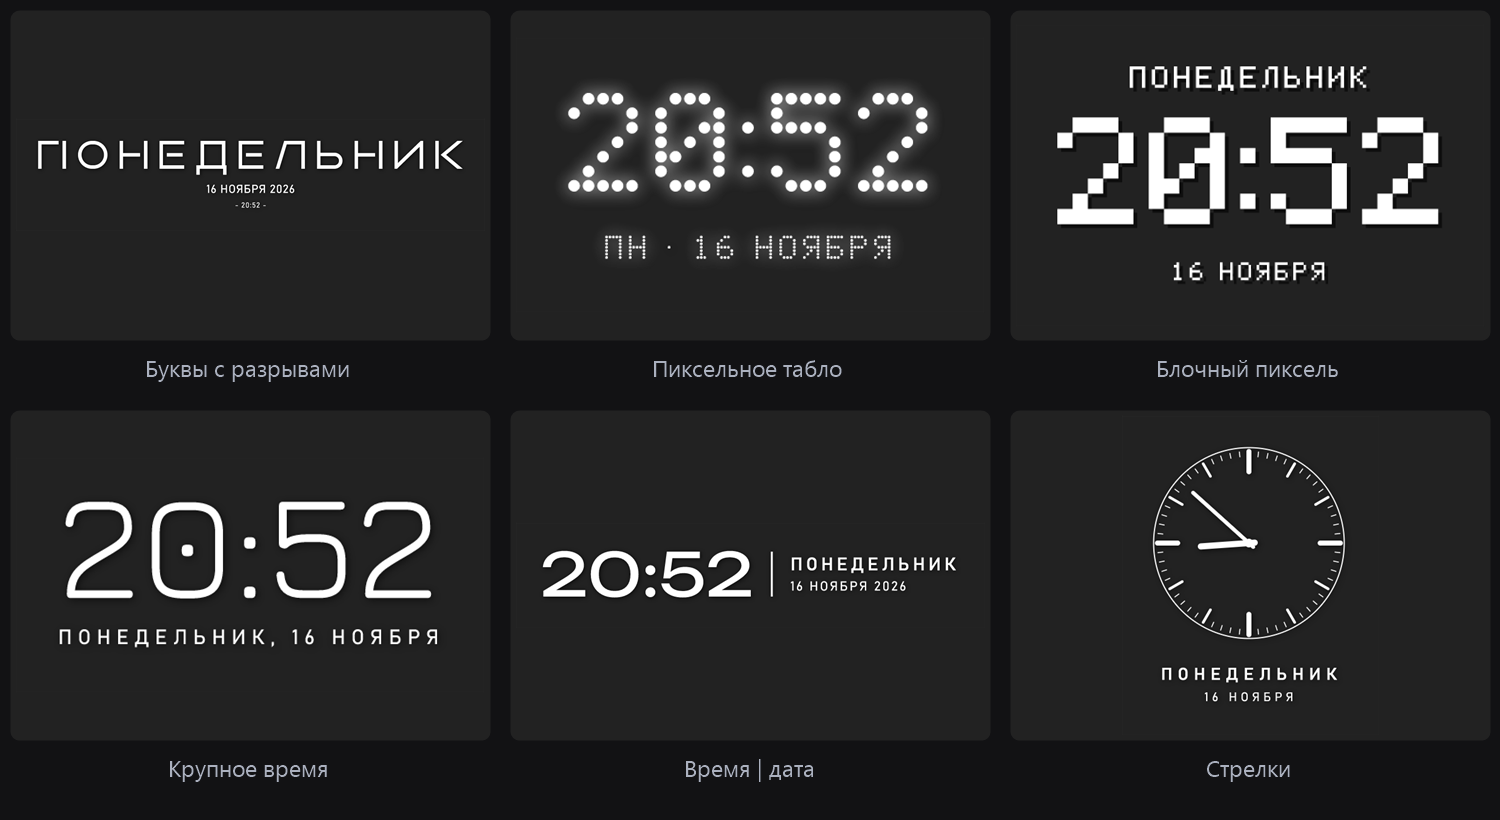 ПОНЕДЕЛЬНИК
16 НОЯБРЯ 2026
- 20:52 -
Буквы с разрывами
20:52
ПН · 16 НОЯБРЯ
Пиксельное табло
ПОНЕДЕЛЬНИК
20:52
16 НОЯБРЯ
Блочный пиксель
20:52
ПОНЕДЕЛЬНИК, 16 НОЯБРЯ
Крупное время
20:52 |
ПОНЕДЕЛЬНИК
16 НОЯБРЯ 2026
Время | дата
ПОНЕДЕЛЬНИК
16 НОЯБРЯ
Стрелки